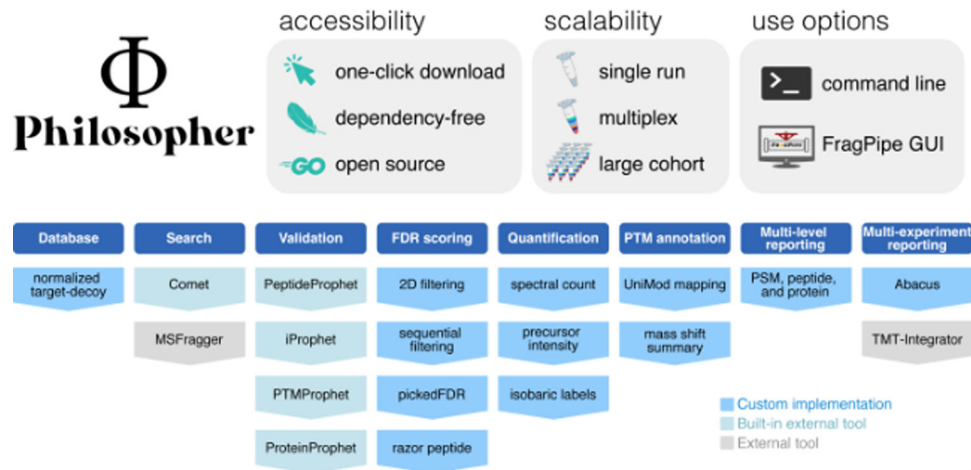 Φ
Philosopher
accessibility
one-click download
dependency-free
GO open source
scalability
single run
multiplex
large cohort
use options
>_ command line
FragPipe GUI
Database
normalized
target-decoy
Search
Comet
MSFragger
Validation
PeptideProphet
iProphet
PTMProphet
ProteinProphet
FDR scoring
2D filtering
sequential
filtering
pickedFDR
razor peptide
Quantification
spectral count
precursor
intensity
isobaric labels
PTM annotation
UniMod mapping
mass shift
summary
Multi-level
reporting
PSM, peptide,
and protein
Multi-experiment
reporting
Abacus
TMT-Integrator
Custom implementation
Built-in external tool
External tool